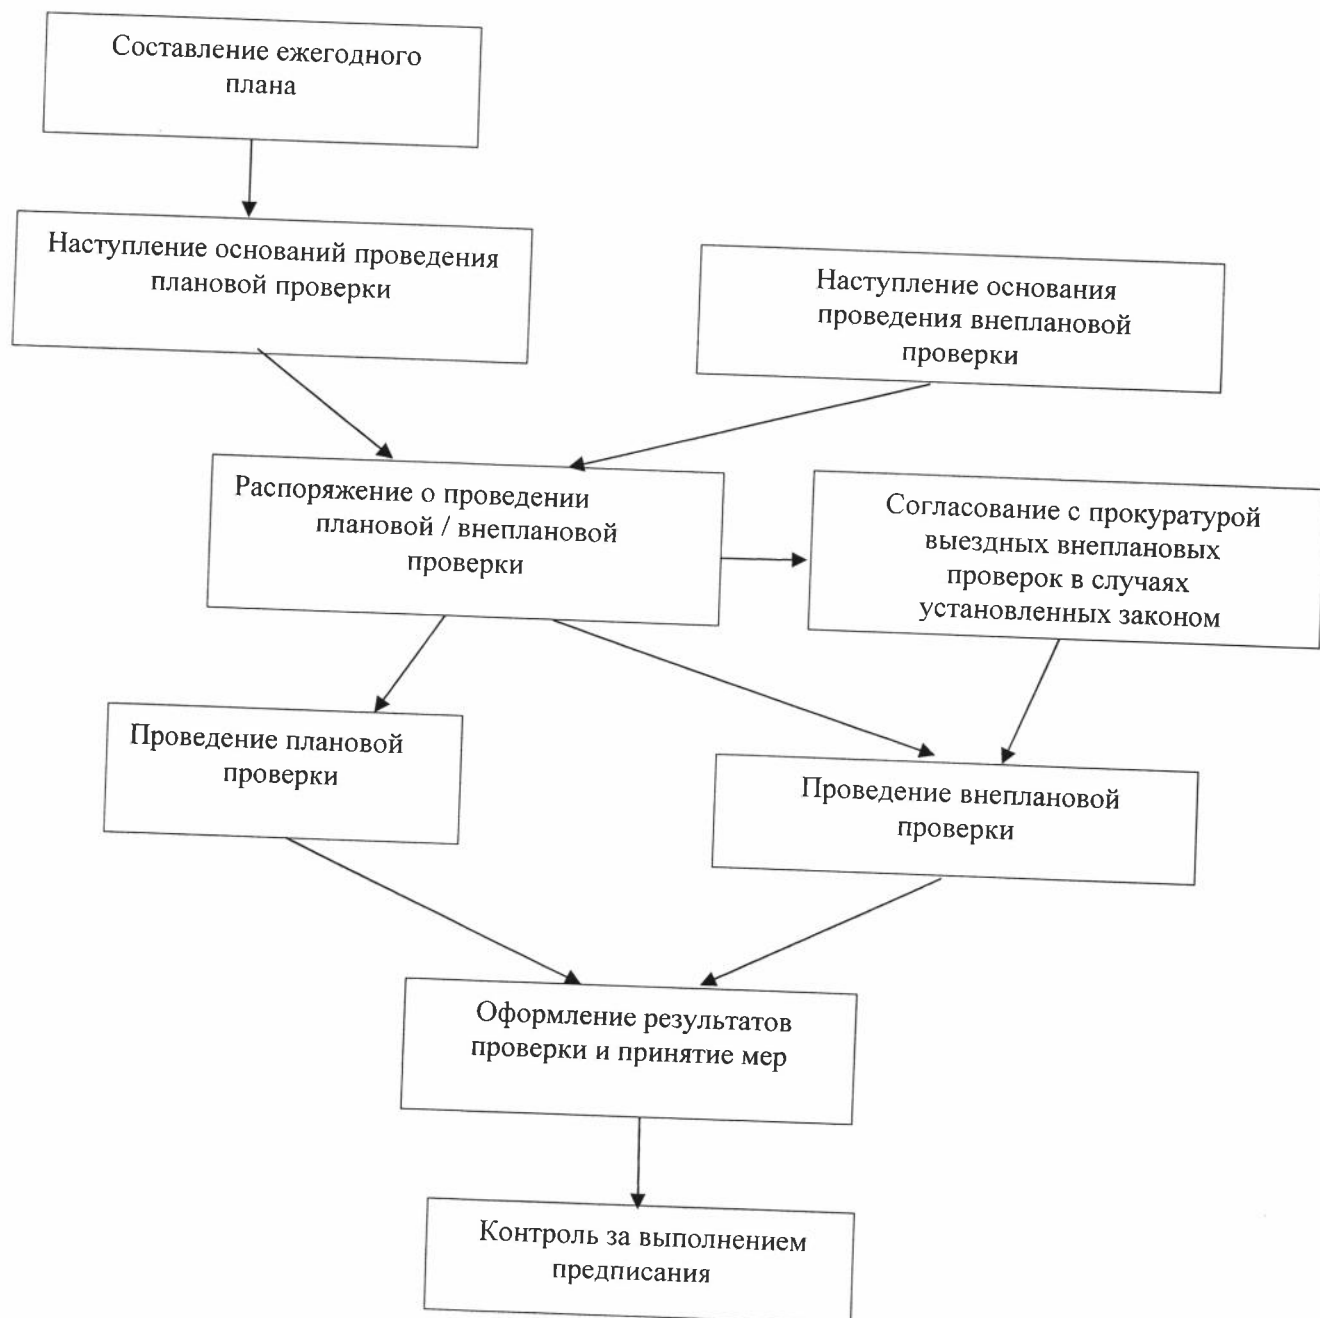 Составление ежегодного
плана
Наступление оснований проведения
плановой проверки
Наступление основания
проведения внеплановой
проверки
Распоряжение о проведении
плановой / внеплановой
проверки
Согласование с прокуратурой
выездных внеплановых
проверок в случаях
установленных законом
Проведение плановой
проверки
Проведение внеплановой
проверки
Оформление результатов
проверки и принятие мер
Контроль за выполнением
предписания